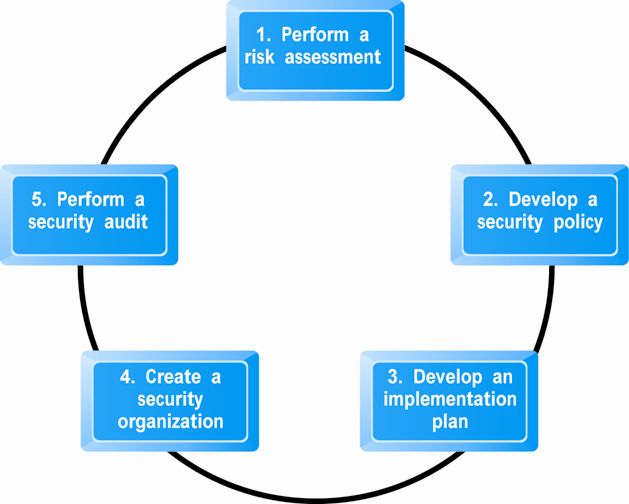 1. Perform a
risk assessment
2. Develop a
security policy
3. Develop an
implementation
plan
4. Create a
security
organization
5. Perform a
security audit